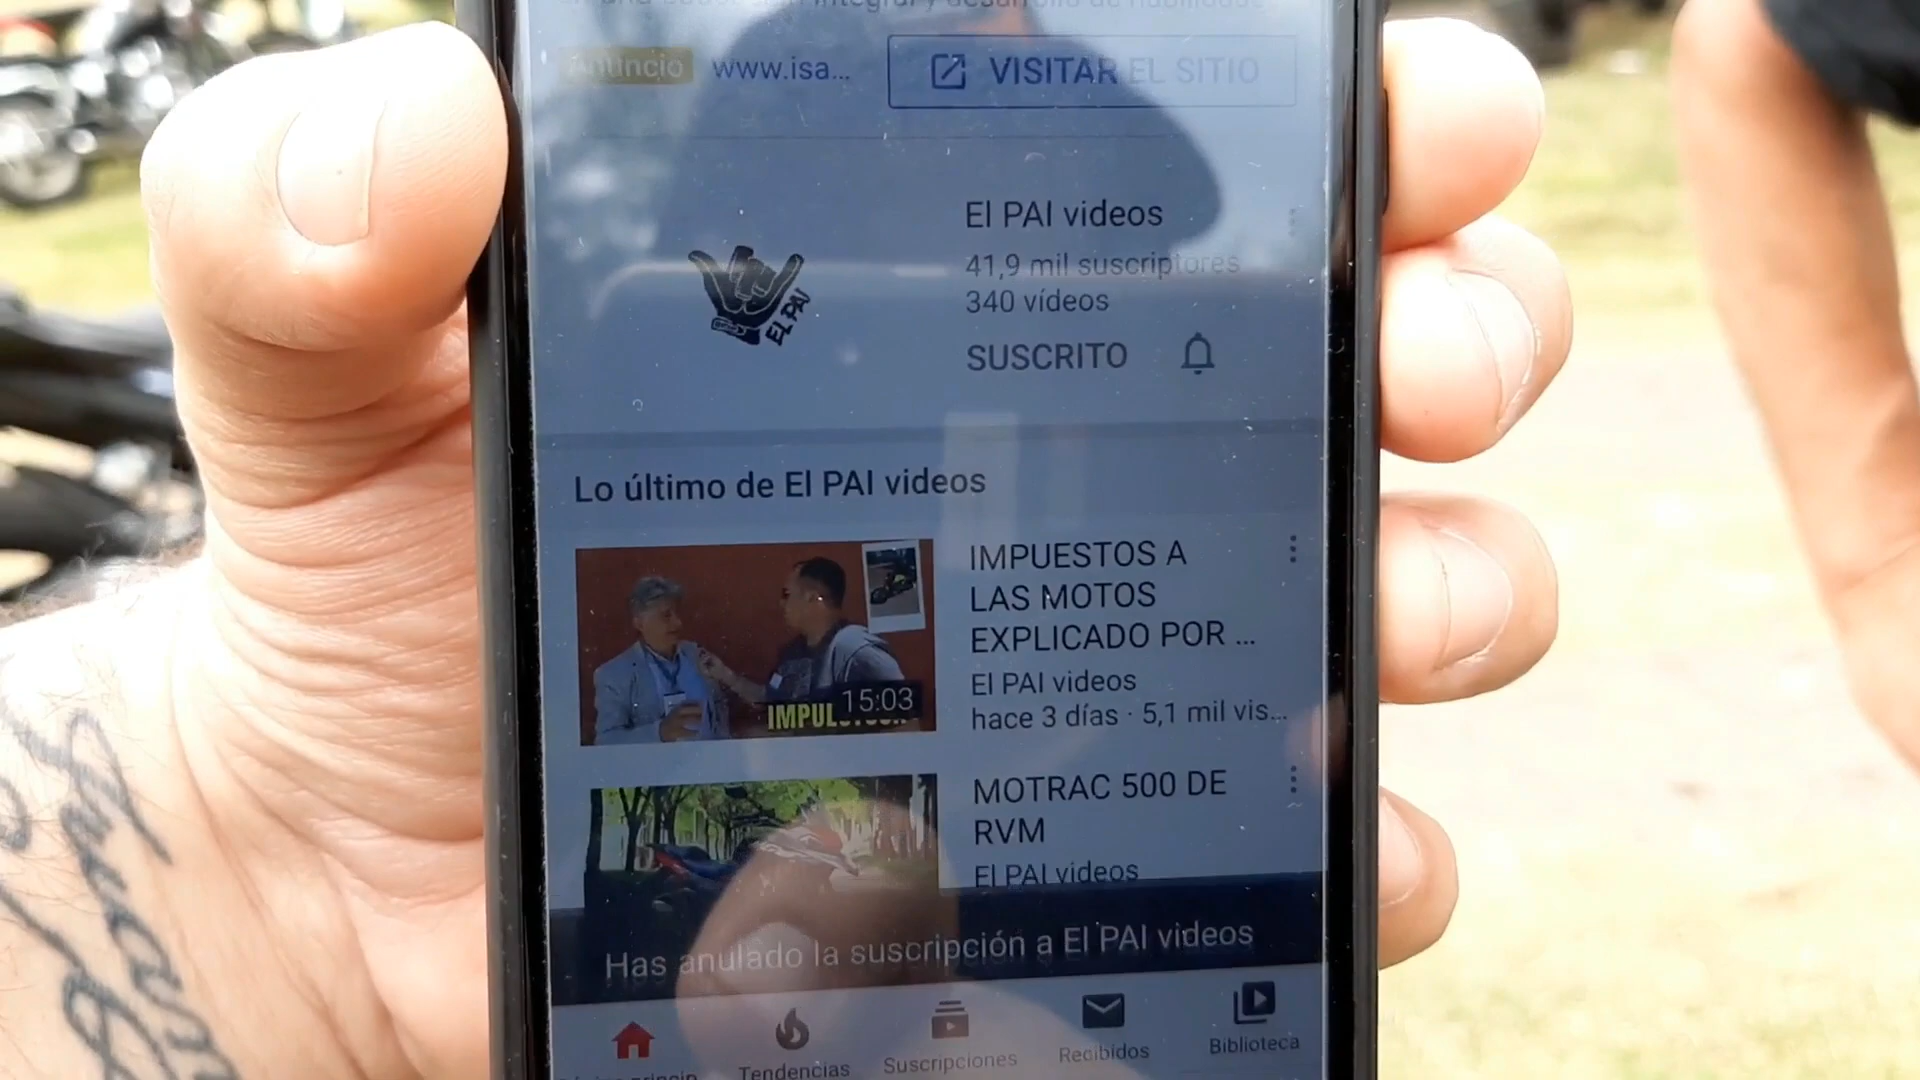 Anuncio www.isa... VISITAR EL SITIO
El PAI videos
41,9 mil suscriptores
340 vídeos
EL PAI
SUSCRITO
Lo último de El PAI videos
IMPUESTOS A
LAS MOTOS
EXPLICADO POR ...
El PAI videos
hace 3 días · 5,1 mil vis...
15:03
MOTRAC 500 DE
RVM
El PAI videos
Has anulado la suscripción a El PAI videos
Tendencias Suscripciones Recibidos Biblioteca